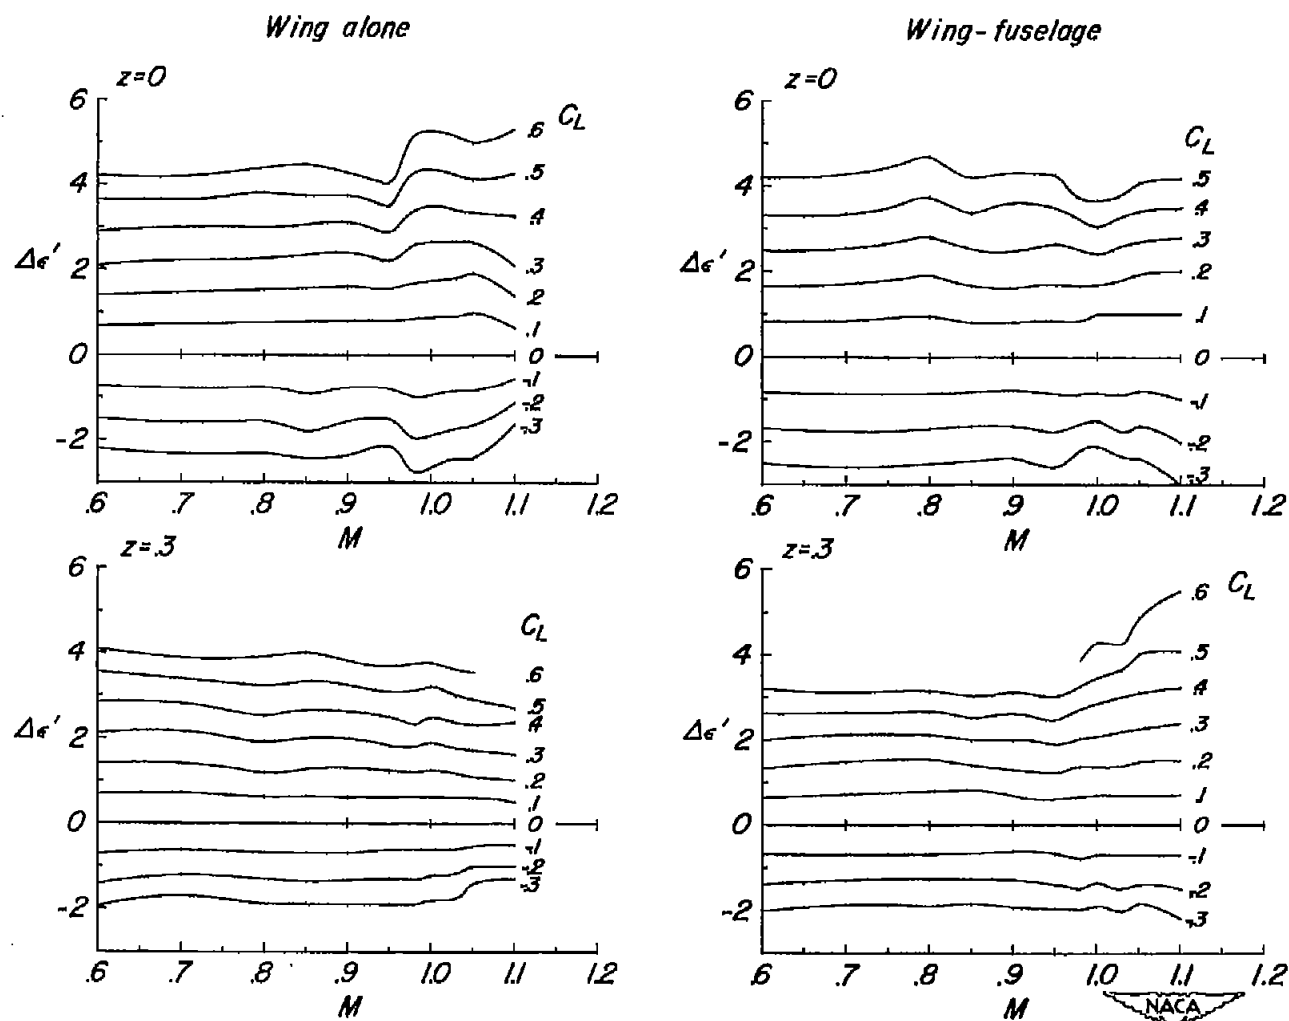 Wing alone
Wing-fuselage
z=0
6
4
2
0
-2
Δϵ'
C_L
.6
.5
.4
.3
.2
.1
0
-.1
-.2
-.3
.6 .7 .8 .9 1.0 1.1 1.2
M
z=0
6
4
2
0
-2
Δϵ'
C_L
.5
.4
.3
.2
.1
0
-.1
-.2
-.3
.6 .7 .8 .9 1.0 1.1 1.2
M
z=.3
6
4
2
0
-2
Δϵ'
C_L
.6
.5
.4
.3
.2
.1
0
-.1
-.2
-.3
.6 .7 .8 .9 1.0 1.1 1.2
M
z=.3
6
4
2
0
-2
Δϵ'
.6 C_L
.5
.4
.3
.2
.1
0
-.1
-.2
-.3
.6 .7 .8 .9 1.0 1.1 1.2
M
NACA